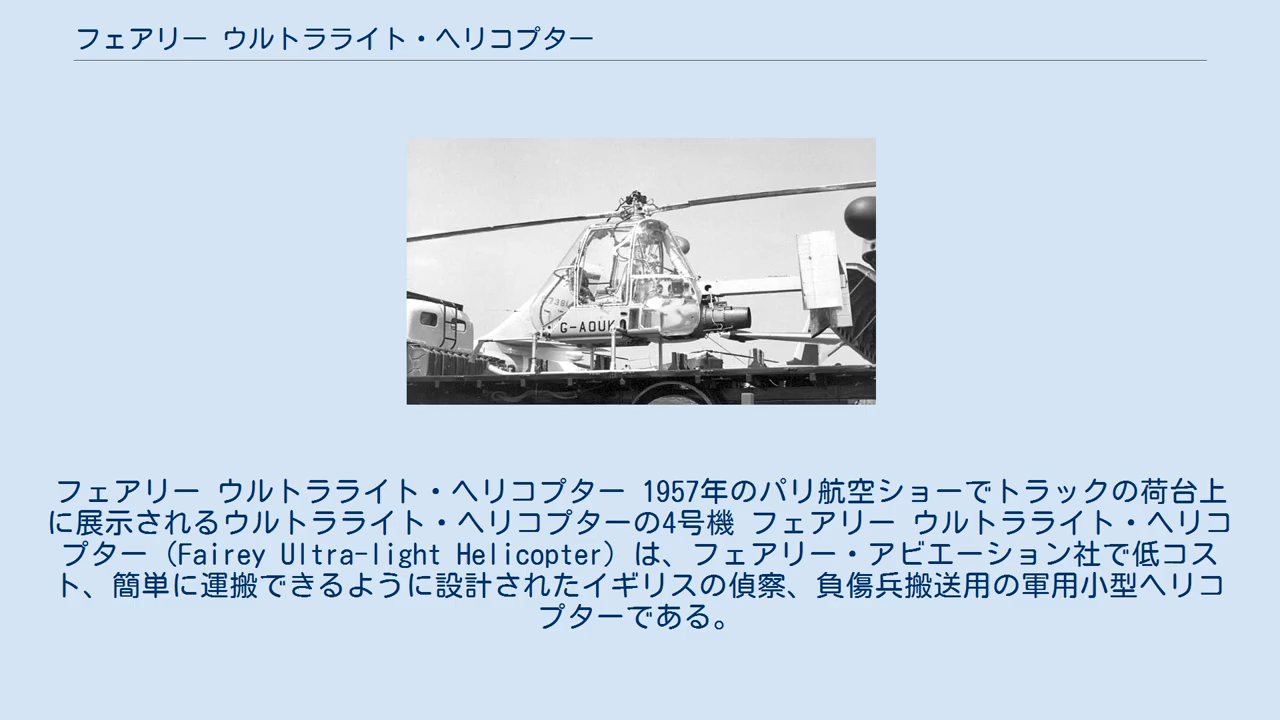 フェアリー ウルトラライト・ヘリコプター
G-AOUK
フェアリー ウルトラライト・ヘリコプター 1957年のパリ航空ショーでトラックの荷台上
に展示されるウルトラライト・ヘリコプターの4号機 フェアリー ウルトラライト・ヘリコ
プター（Fairey Ultra-light Helicopter）は、フェアリー・アビエーション社で低コス
ト、簡単に運搬できるように設計されたイギリスの偵察、負傷兵搬送用の軍用小型ヘリコ
プターである。